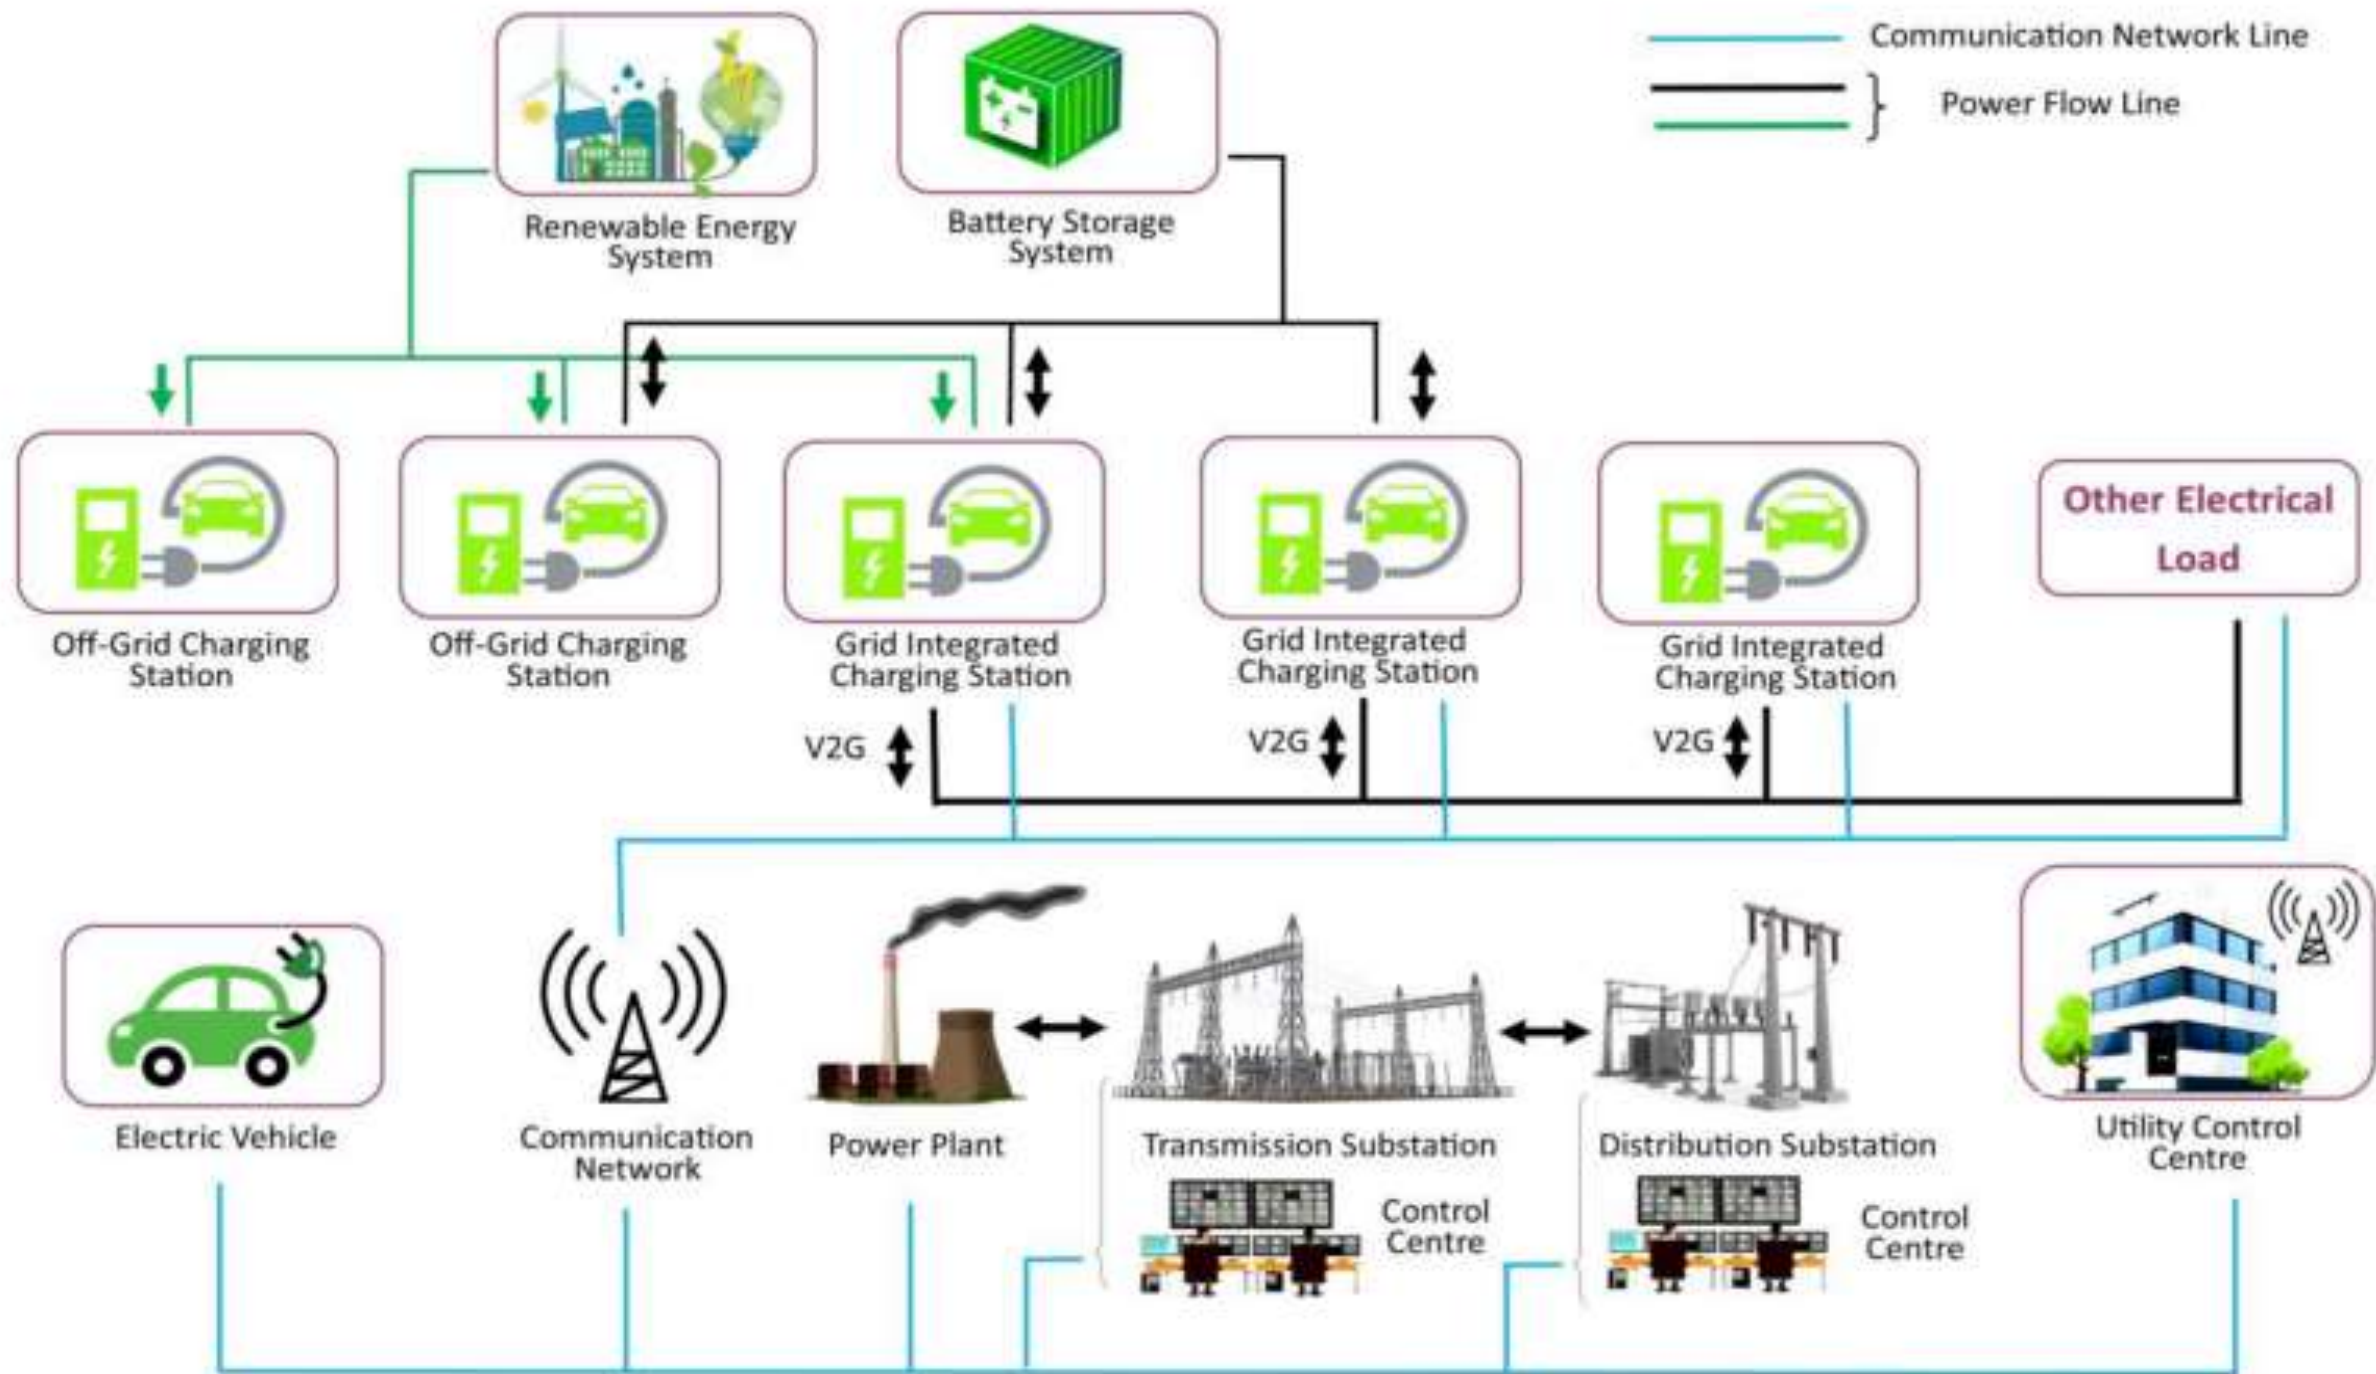 Communication Network Line
Power Flow Line
Renewable Energy
System
Battery Storage
System
Off-Grid Charging
Station
Off-Grid Charging
Station
Grid Integrated
Charging Station
Grid Integrated
Charging Station
Grid Integrated
Charging Station
Other Electrical
Load
V2G
V2G
V2G
Electric Vehicle
Communication
Network
Power Plant
Transmission Substation
Control
Centre
Distribution Substation
Control
Centre
Utility Control
Centre